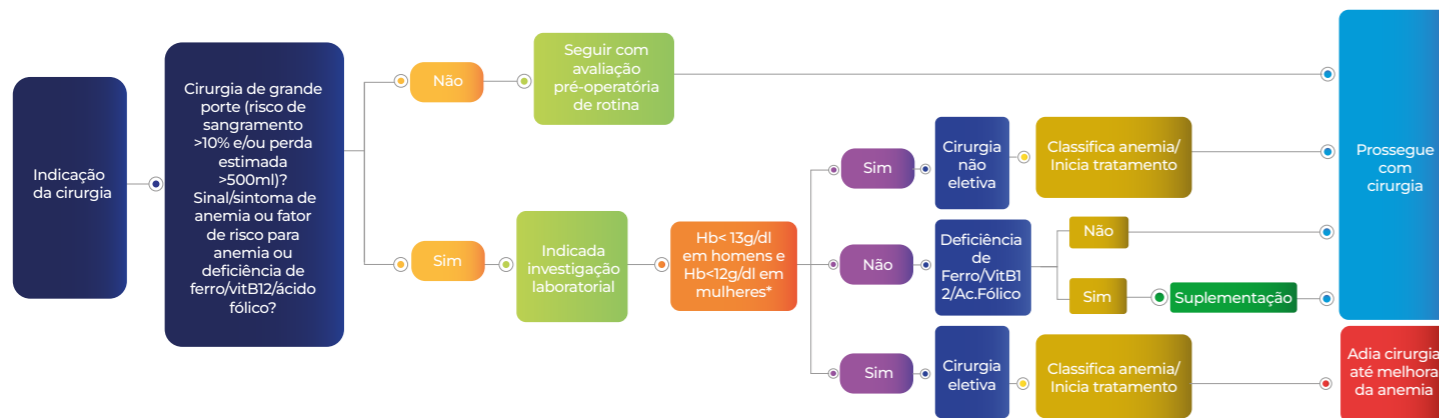 Indicação
da cirurgia
Cirurgia de grande
porte (risco de
sangramento
>10% e/ou perda
estimada
>500ml)?
Sinal/sintoma de
anemia ou fator
de risco para
anemia ou
deficiência de
ferro/vitB12/ácido
fólico?
Não
Seguir com
avaliação
pré-operatória
de rotina
Sim
Indicada
investigação
laboratorial
Hb< 13g/dl
em homens e
Hb<12g/dl em
mulheres*
Sim
Cirurgia
não
eletiva
Classifica anemia/
Inicia tratamento
Não
Deficiência
de
Ferro/VitB1
2/Ac.Fólico
Não
Sim
Suplementação
Sim
Cirurgia
eletiva
Classifica anemia/
Inicia tratamento
Prossegue
com
cirurgia
Adia cirurgia
até melhora
da anemia